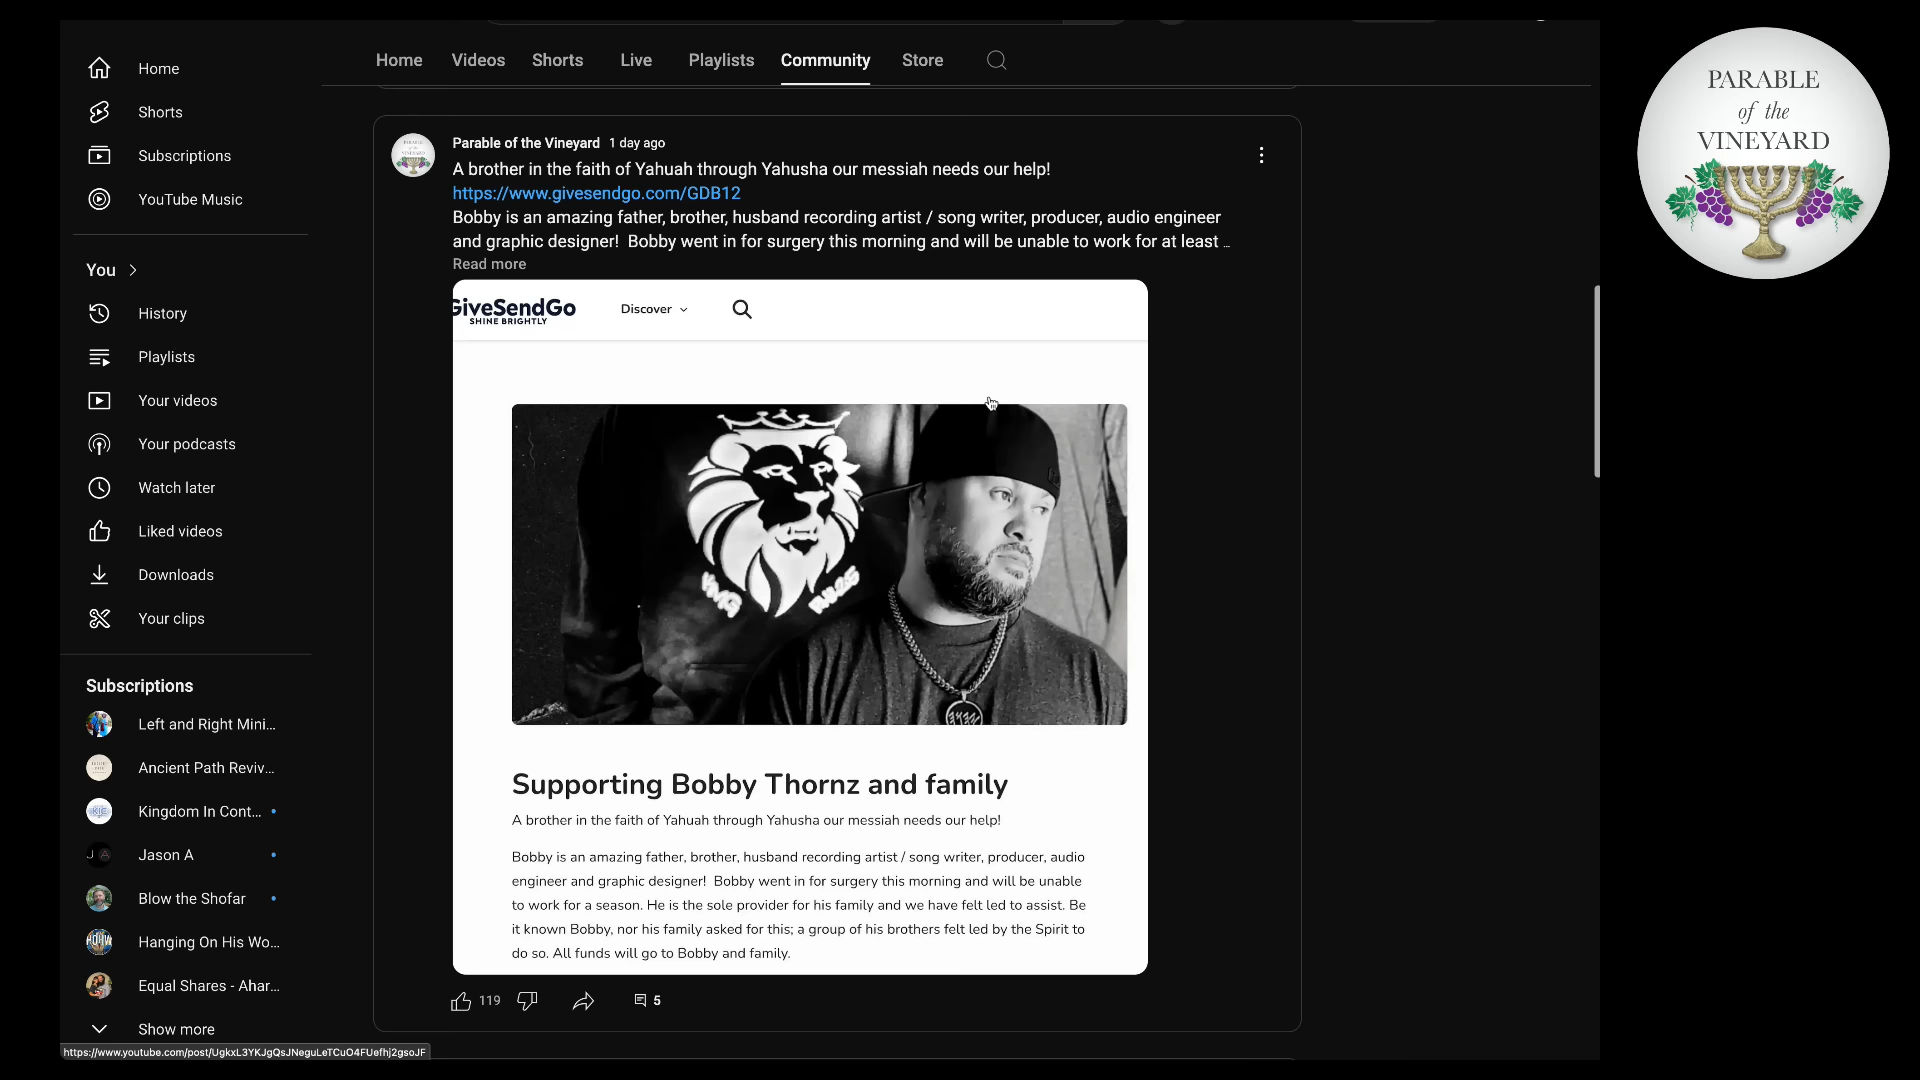 Home
Shorts
Subscriptions
YouTube Music
You
History
Playlists
Your videos
Your podcasts
Watch later
Liked videos
Downloads
Your clips
Subscriptions
Left and Right Mini...
Ancient Path Reviv...
Kingdom In Cont...
Jason A
Blow the Shofar
Hanging On His Wo...
Equal Shares - Ahar...
Show more
https://www.youtube.com/post/UgkxL3YKJgQsJNeguLeTCuO4FUefhj2gsoJF
Home Videos Shorts Live Playlists Community Store
Parable of the Vineyard 1 day ago
A brother in the faith of Yahuah through Yahusha our messiah needs our help!
https://www.givesendgo.com/GDB12
Bobby is an amazing father, brother, husband recording artist / song writer, producer, audio engineer
and graphic designer! Bobby went in for surgery this morning and will be unable to work for at least ...
Read more
GiveSendGo Discover
SHINE BRIGHTLY
Supporting Bobby Thornz and family
A brother in the faith of Yahuah through Yahusha our messiah needs our help!
Bobby is an amazing father, brother, husband recording artist / song writer, producer, audio
engineer and graphic designer! Bobby went in for surgery this morning and will be unable
to work for a season. He is the sole provider for his family and we have felt led to assist. Be
it known Bobby, nor his family asked for this; a group of his brothers felt led by the Spirit to
do so. All funds will go to Bobby and family.
119 5
PARABLE
of the
VINEYARD